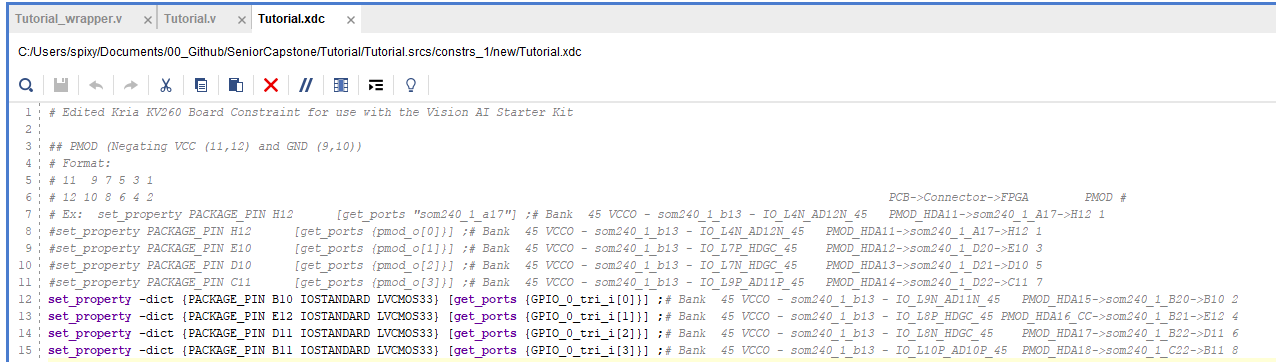 Tutorial_wrapper.v × Tutorial.v × Tutorial.xdc ×
C:/Users/spixy/Documents/00_Github/SeniorCapstone/Tutorial/Tutorial.srcs/constrs_1/new/Tutorial.xdc
1 # Edited Kria KV260 Board Constraint for use with the Vision AI Starter Kit
2
3 ## PMOD (Negating VCC (11,12) and GND (9,10))
4 # Format:
5 # 11 9 7 5 3 1
6 # 12 10 8 6 4 2 PCB->Connector->FPGA PMOD #
7 # Ex: set_property PACKAGE_PIN H12 [get_ports "som240_1_a17"] ;# Bank 45 VCCO - som240_1_b13 - IO_L4N_AD12N_45 PMOD_HDA11->som240_1_A17->H12 1
8 #set_property PACKAGE_PIN H12 [get_ports {pmod_o[0]}] ;# Bank 45 VCCO - som240_1_b13 - IO_L4N_AD12N_45 PMOD_HDA11->som240_1_A17->H12 1
9 #set_property PACKAGE_PIN E10 [get_ports {pmod_o[1]}] ;# Bank 45 VCCO - som240_1_b13 - IO_L7P_HDGC_45 PMOD_HDA12->som240_1_D20->E10 3
10 #set_property PACKAGE_PIN D10 [get_ports {pmod_o[2]}] ;# Bank 45 VCCO - som240_1_b13 - IO_L7N_HDGC_45 PMOD_HDA13->som240_1_D21->D10 5
11 #set_property PACKAGE_PIN C11 [get_ports {pmod_o[3]}] ;# Bank 45 VCCO - som240_1_b13 - IO_L9P_AD11P_45 PMOD_HDA14->som240_1_D22->C11 7
12 set_property -dict {PACKAGE_PIN B10 IOSTANDARD LVCMOS33} [get_ports {GPIO_0_tri_i[0]}] ;# Bank 45 VCCO - som240_1_b13 - IO_L9N_AD11N_45 PMOD_HDA15->som240_1_B20->B10 2
13 set_property -dict {PACKAGE_PIN E12 IOSTANDARD LVCMOS33} [get_ports {GPIO_0_tri_i[1]}] ;# Bank 45 VCCO - som240_1_b13 - IO_L8P_HDGC_45 PMOD_HDA16_CC->som240_1_B21->E12 4
14 set_property -dict {PACKAGE_PIN D11 IOSTANDARD LVCMOS33} [get_ports {GPIO_0_tri_i[2]}] ;# Bank 45 VCCO - som240_1_b13 - IO_L8N_HDGC_45 PMOD_HDA17->som240_1_B22->D11 6
15 set_property -dict {PACKAGE_PIN B11 IOSTANDARD LVCMOS33} [get_ports {GPIO_0_tri_i[3]}] ;# Bank 45 VCCO - som240_1_b13 - IO_L10P_AD10P_45 PMOD_HDA18->som240_1_C22->B11 8